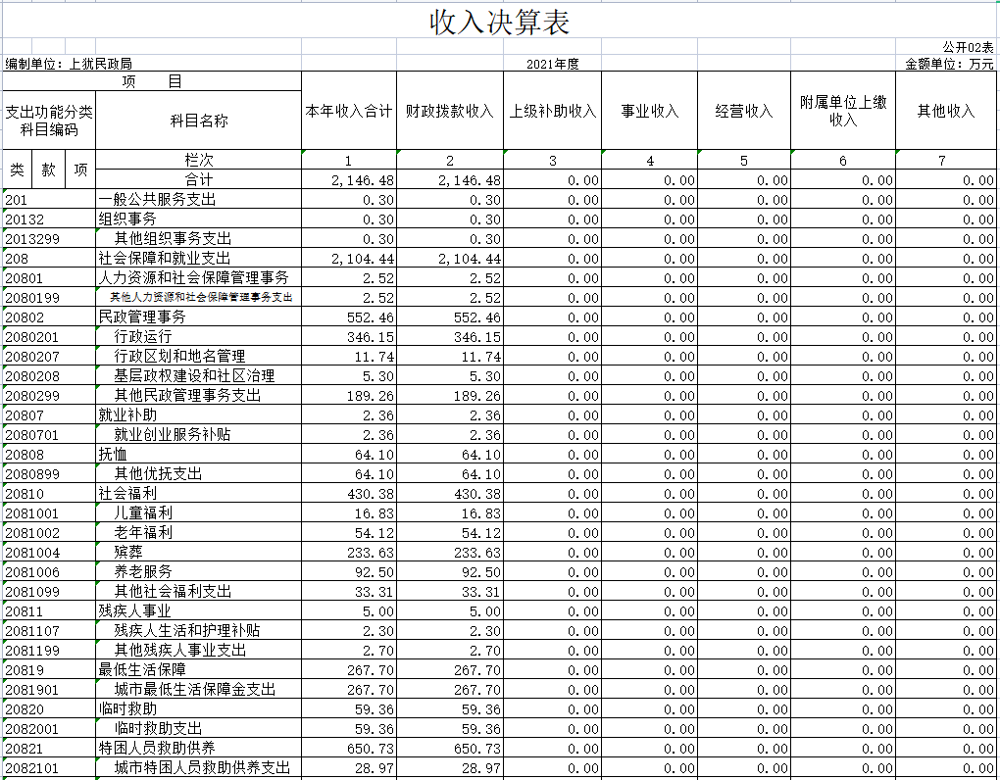 收入决算表
公开02表
编制单位：上犹民政局 2021年度 金额单位：万元
项 目 本年收入合计 财政拨款收入 上级补助收入 事业收入 经营收入 附属单位上缴收入 其他收入
支出功能分类科目编码 科目名称
类 款 项 栏次 1 2 3 4 5 6 7
合计 2,146.48 2,146.48 0.00 0.00 0.00 0.00 0.00
201 一般公共服务支出 0.30 0.30 0.00 0.00 0.00 0.00 0.00
20132 组织事务 0.30 0.30 0.00 0.00 0.00 0.00 0.00
2013299 其他组织事务支出 0.30 0.30 0.00 0.00 0.00 0.00 0.00
208 社会保障和就业支出 2,104.44 2,104.44 0.00 0.00 0.00 0.00 0.00
20801 人力资源和社会保障管理事务 2.52 2.52 0.00 0.00 0.00 0.00 0.00
2080199 其他人力资源和社会保障管理事务支出 2.52 2.52 0.00 0.00 0.00 0.00 0.00
20802 民政管理事务 552.46 552.46 0.00 0.00 0.00 0.00 0.00
2080201 行政运行 346.15 346.15 0.00 0.00 0.00 0.00 0.00
2080207 行政区划和地名管理 11.74 11.74 0.00 0.00 0.00 0.00 0.00
2080208 基层政权建设和社区治理 5.30 5.30 0.00 0.00 0.00 0.00 0.00
2080299 其他民政管理事务支出 189.26 189.26 0.00 0.00 0.00 0.00 0.00
20807 就业补助 2.36 2.36 0.00 0.00 0.00 0.00 0.00
2080701 就业创业服务补贴 2.36 2.36 0.00 0.00 0.00 0.00 0.00
20808 抚恤 64.10 64.10 0.00 0.00 0.00 0.00 0.00
2080899 其他优抚支出 64.10 64.10 0.00 0.00 0.00 0.00 0.00
20810 社会福利 430.38 430.38 0.00 0.00 0.00 0.00 0.00
2081001 儿童福利 16.83 16.83 0.00 0.00 0.00 0.00 0.00
2081002 老年福利 54.12 54.12 0.00 0.00 0.00 0.00 0.00
2081004 殡葬 233.63 233.63 0.00 0.00 0.00 0.00 0.00
2081006 养老服务 92.50 92.50 0.00 0.00 0.00 0.00 0.00
2081099 其他社会福利支出 33.31 33.31 0.00 0.00 0.00 0.00 0.00
20811 残疾人事业 5.00 5.00 0.00 0.00 0.00 0.00 0.00
2081107 残疾人生活和护理补贴 2.30 2.30 0.00 0.00 0.00 0.00 0.00
2081199 其他残疾人事业支出 2.70 2.70 0.00 0.00 0.00 0.00 0.00
20819 最低生活保障 267.70 267.70 0.00 0.00 0.00 0.00 0.00
2081901 城市最低生活保障金支出 267.70 267.70 0.00 0.00 0.00 0.00 0.00
20820 临时救助 59.36 59.36 0.00 0.00 0.00 0.00 0.00
2082001 临时救助支出 59.36 59.36 0.00 0.00 0.00 0.00 0.00
20821 特困人员救助供养 650.73 650.73 0.00 0.00 0.00 0.00 0.00
2082101 城市特困人员救助供养支出 28.97 28.97 0.00 0.00 0.00 0.00 0.00